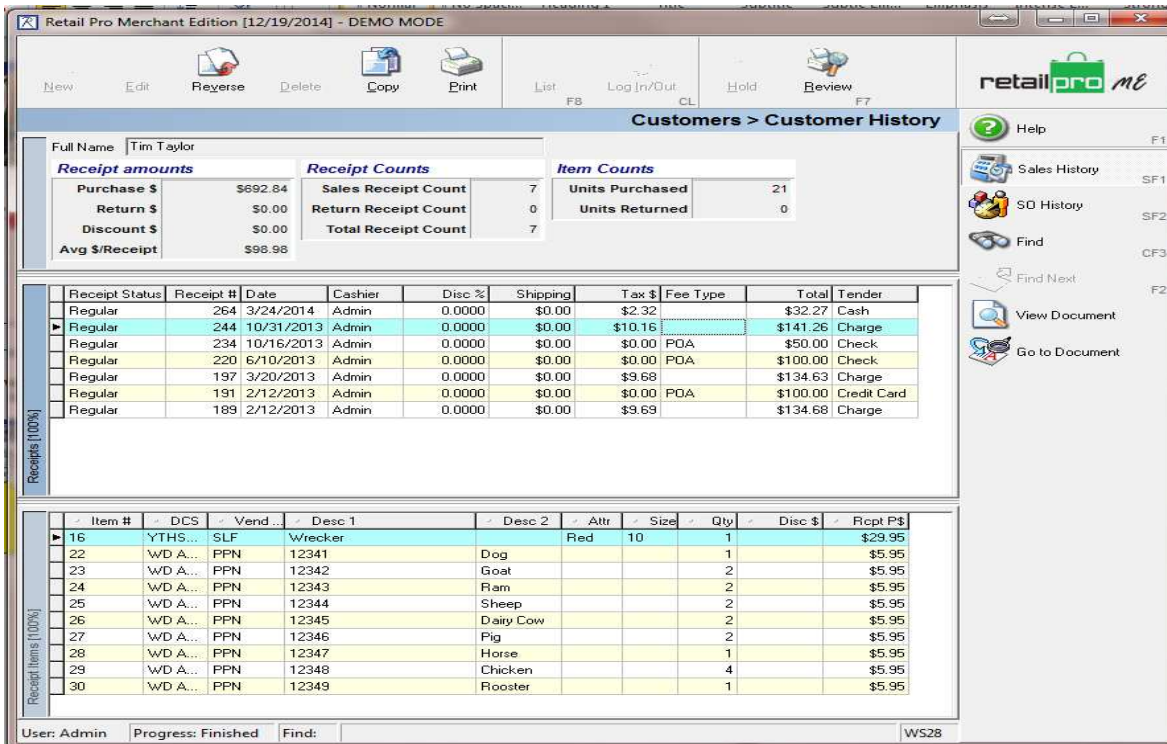 Retail Pro Merchant Edition [12/19/2014] - DEMO MODE
New Edit Reverse Delete Copy Print List F8 Log In/Out CL Hold Review F7
retailpro ME
Customers > Customer History
Help F1
Sales History SF1
SO History SF2
Find CF3
Find Next F2
View Document
Go to Document
Full Name Tim Taylor
Receipt amounts Receipt Counts Item Counts
Purchase $ $692.84 Sales Receipt Count 7 Units Purchased 21
Return $ $0.00 Return Receipt Count 0 Units Returned 0
Discount $ $0.00 Total Receipt Count 7
Avg $/Receipt $98.98
Receipts [100%]
Receipt Status Receipt # Date Cashier Disc % Shipping Tax $ Fee Type Total Tender
Regular 264 3/24/2014 Admin 0.0000 $0.00 $2.32 $32.27 Cash
Regular 244 10/31/2013 Admin 0.0000 $0.00 $10.16 $141.26 Charge
Regular 234 10/16/2013 Admin 0.0000 $0.00 $0.00 POA $50.00 Check
Regular 220 6/10/2013 Admin 0.0000 $0.00 $0.00 POA $100.00 Check
Regular 197 3/20/2013 Admin 0.0000 $0.00 $9.68 $134.63 Charge
Regular 191 2/12/2013 Admin 0.0000 $0.00 $0.00 POA $100.00 Credit Card
Regular 189 2/12/2013 Admin 0.0000 $0.00 $9.69 $134.68 Charge
Receipt Items [100%]
Item # DCS Vend ... Desc 1 Desc 2 Attr Size Qty Disc $ Rcpt P$
16 YTHS... SLF Wrecker Red 10 1 $29.95
22 WD A... PPN 12341 Dog 1 $5.95
23 WD A... PPN 12342 Goat 2 $5.95
24 WD A... PPN 12343 Ram 2 $5.95
25 WD A... PPN 12344 Sheep 2 $5.95
26 WD A... PPN 12345 Dairy Cow 2 $5.95
27 WD A... PPN 12346 Pig 2 $5.95
28 WD A... PPN 12347 Horse 1 $5.95
29 WD A... PPN 12348 Chicken 4 $5.95
30 WD A... PPN 12349 Rooster 1 $5.95
User: Admin Progress: Finished Find: WS28